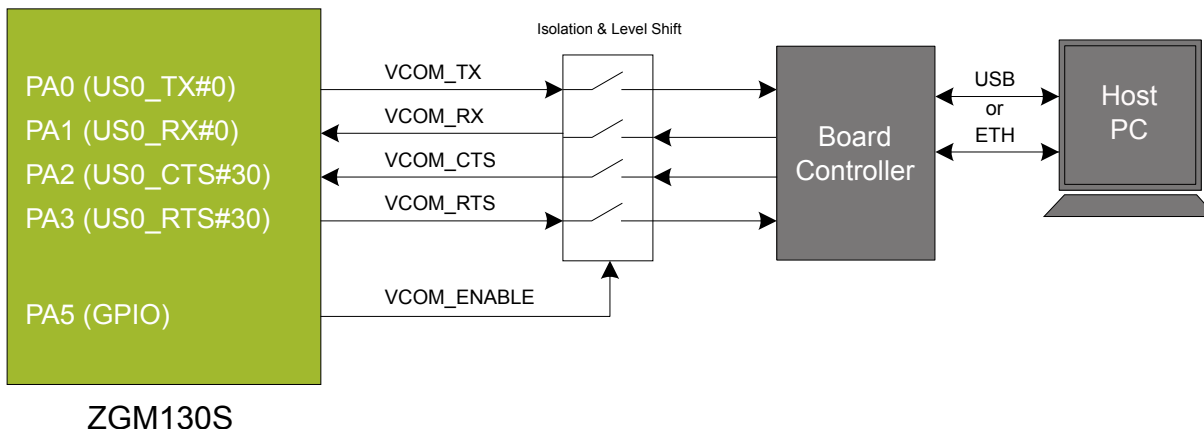 Isolation & Level Shift
PA0 (US0_TX#0)
PA1 (US0_RX#0)
PA2 (US0_CTS#30)
PA3 (US0_RTS#30)
PA5 (GPIO)
ZGM130S
VCOM_TX
VCOM_RX
VCOM_CTS
VCOM_RTS
VCOM_ENABLE
Board
Controller
USB
or
ETH
Host
PC